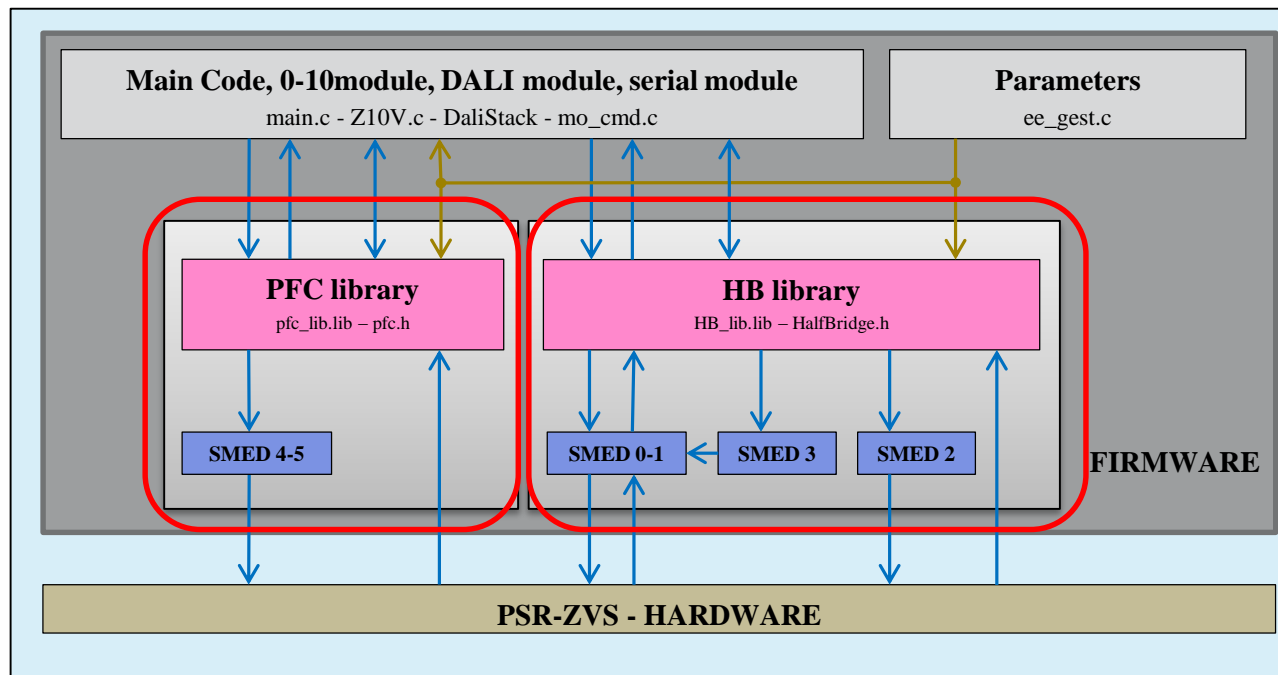 Main Code, 0-10module, DALI module, serial module
main.c - Z10V.c - DaliStack - mo_cmd.c
Parameters
ee_gest.c
PFC library
pfc_lib.lib – pfc.h
HB library
HB_lib.lib – HalfBridge.h
SMED 4-5
SMED 0-1
SMED 3
SMED 2
FIRMWARE
PSR-ZVS - HARDWARE